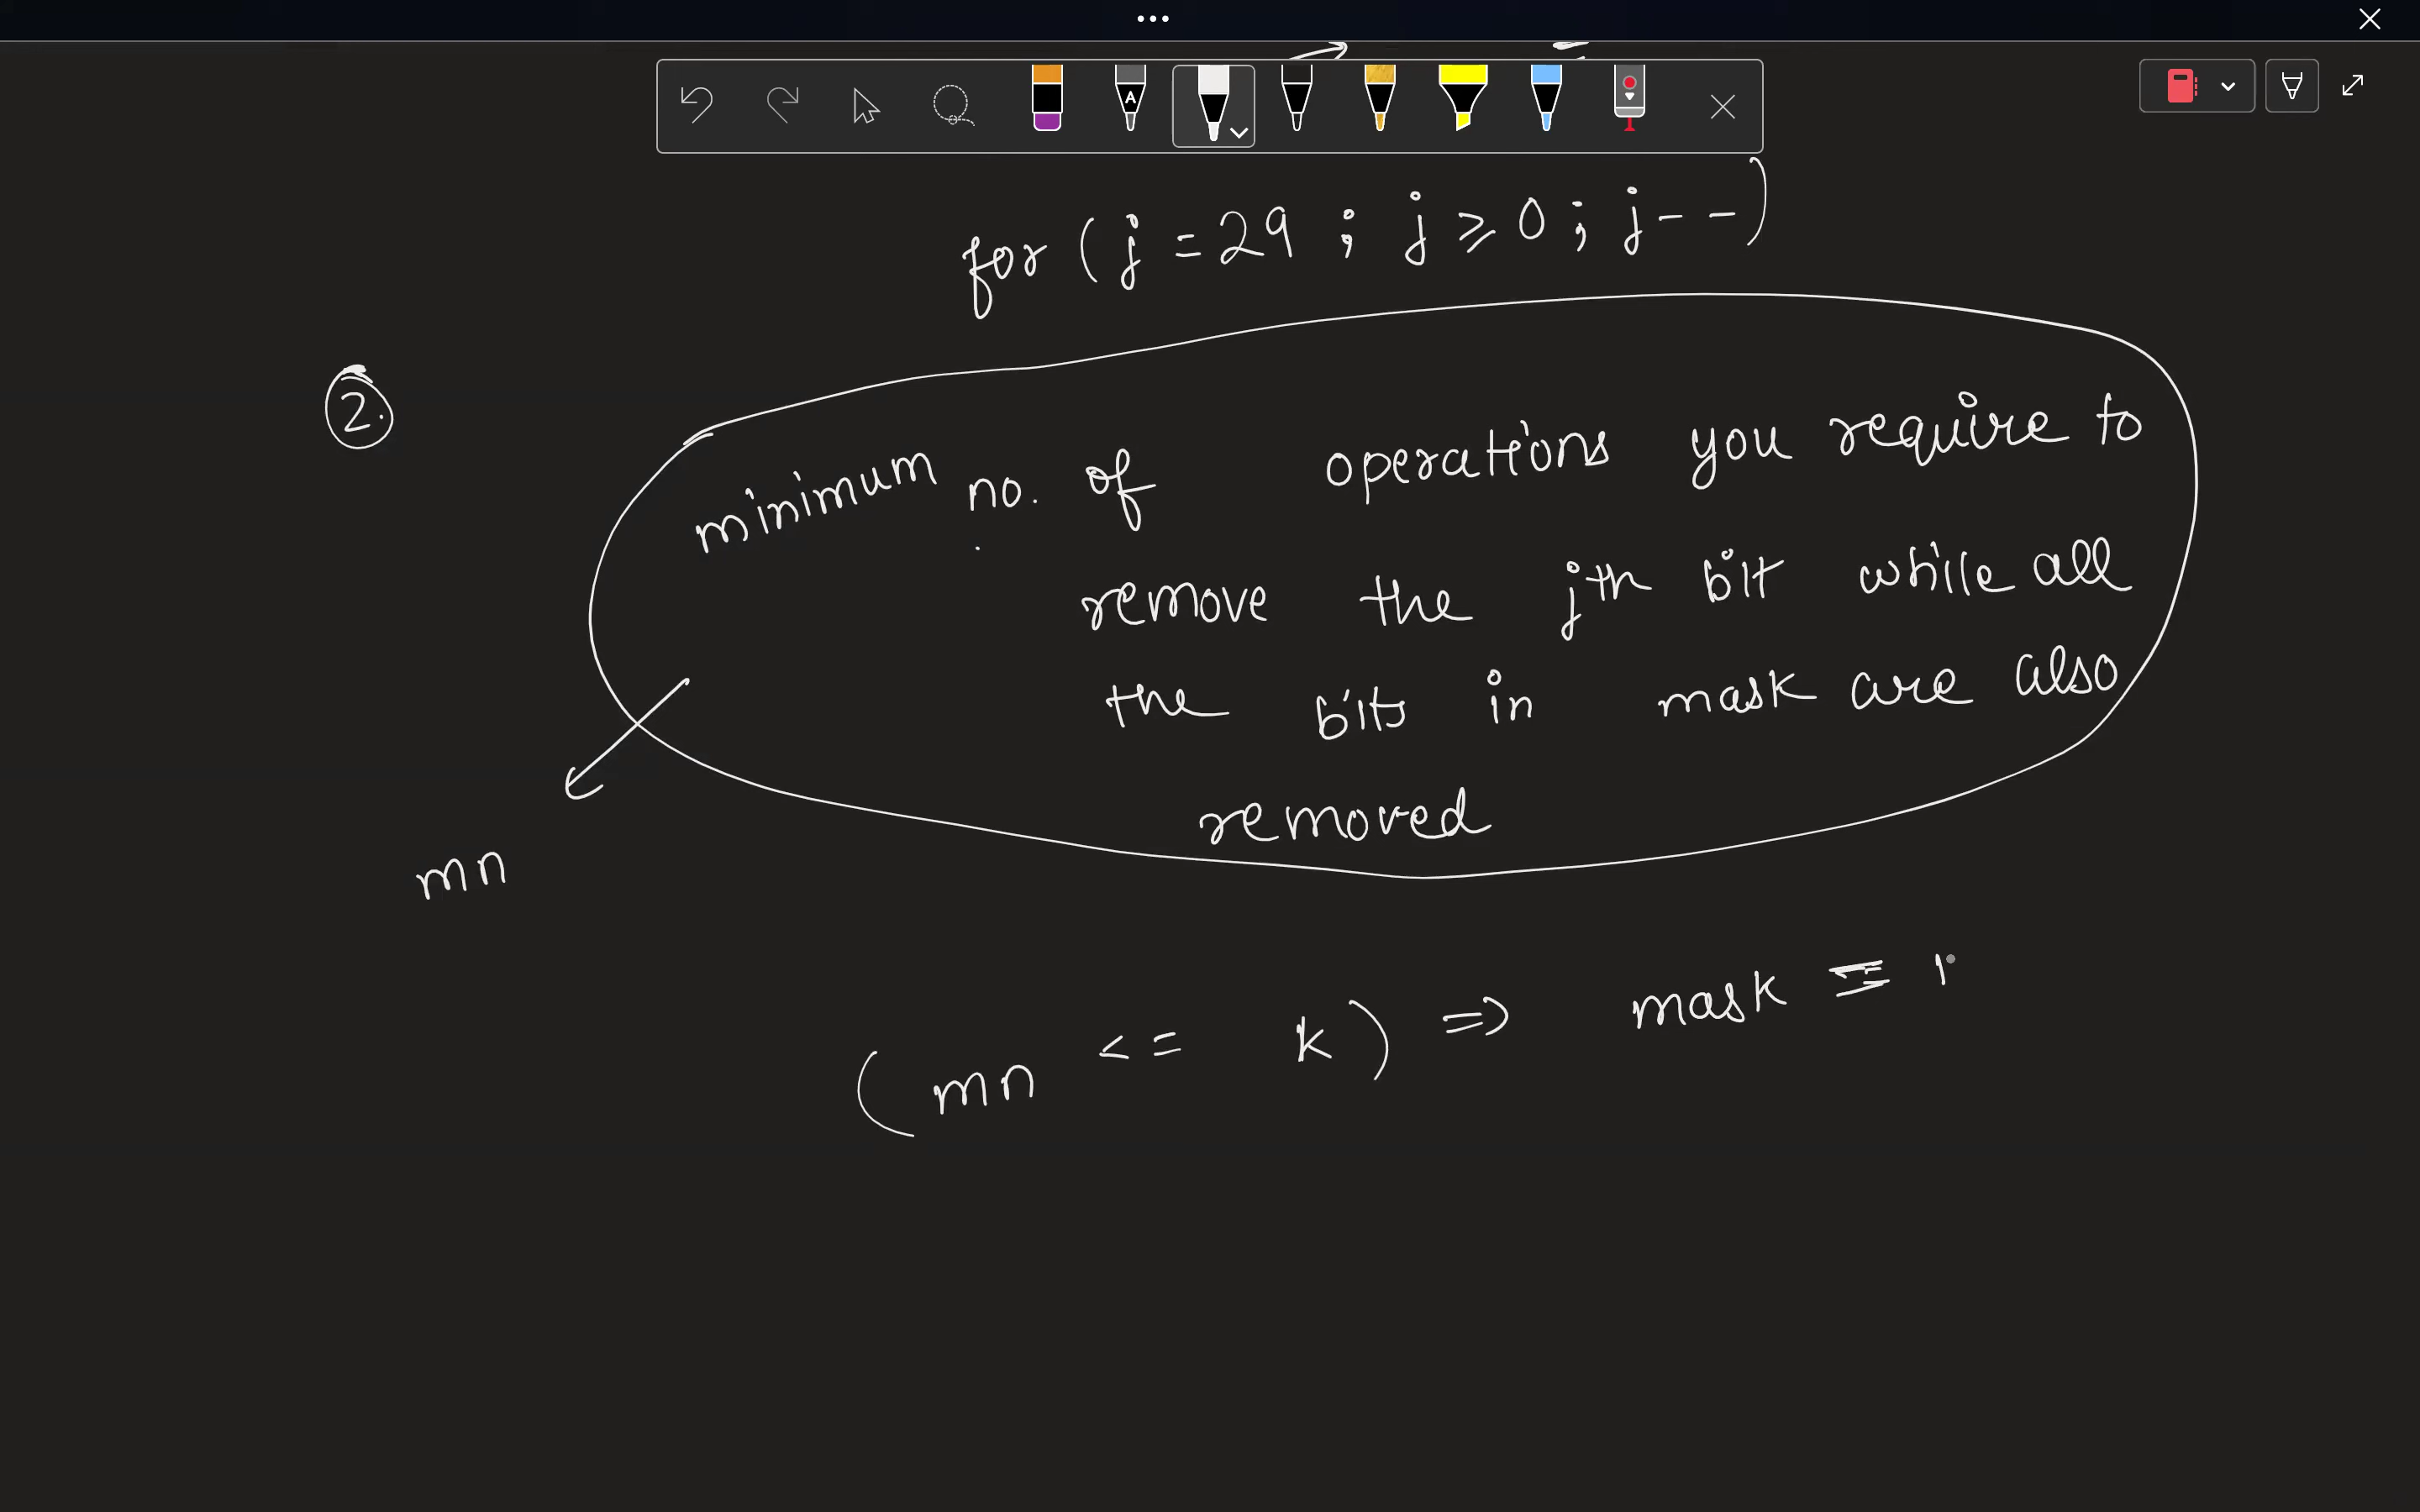 for (j = 29 ; j ≥ 0 ; j--)
2.
minimum no. of operations you require to
remove the jth bit while all
the bits in mask are also
removed
mn
(mn <= k) => mask =